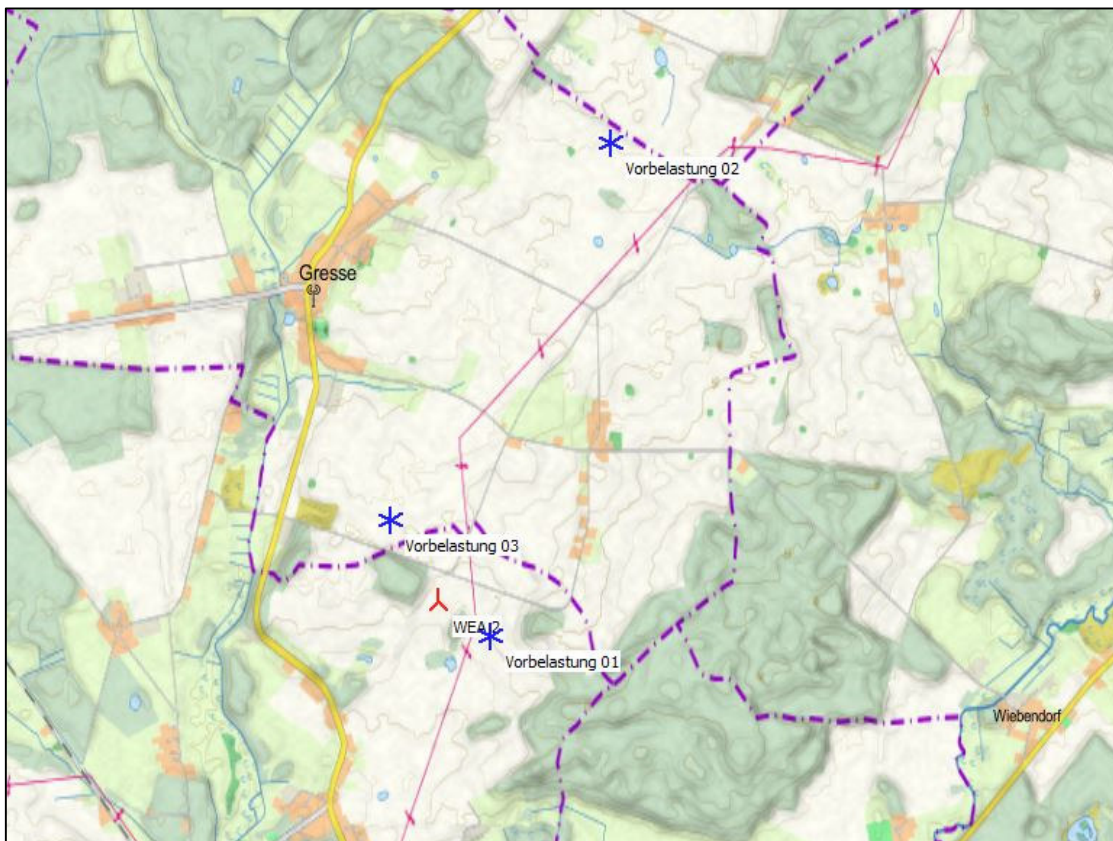 Vorbelastung 02
Gresse
Vorbelastung 03
WEA 2
Vorbelastung 01
Wiebendorf